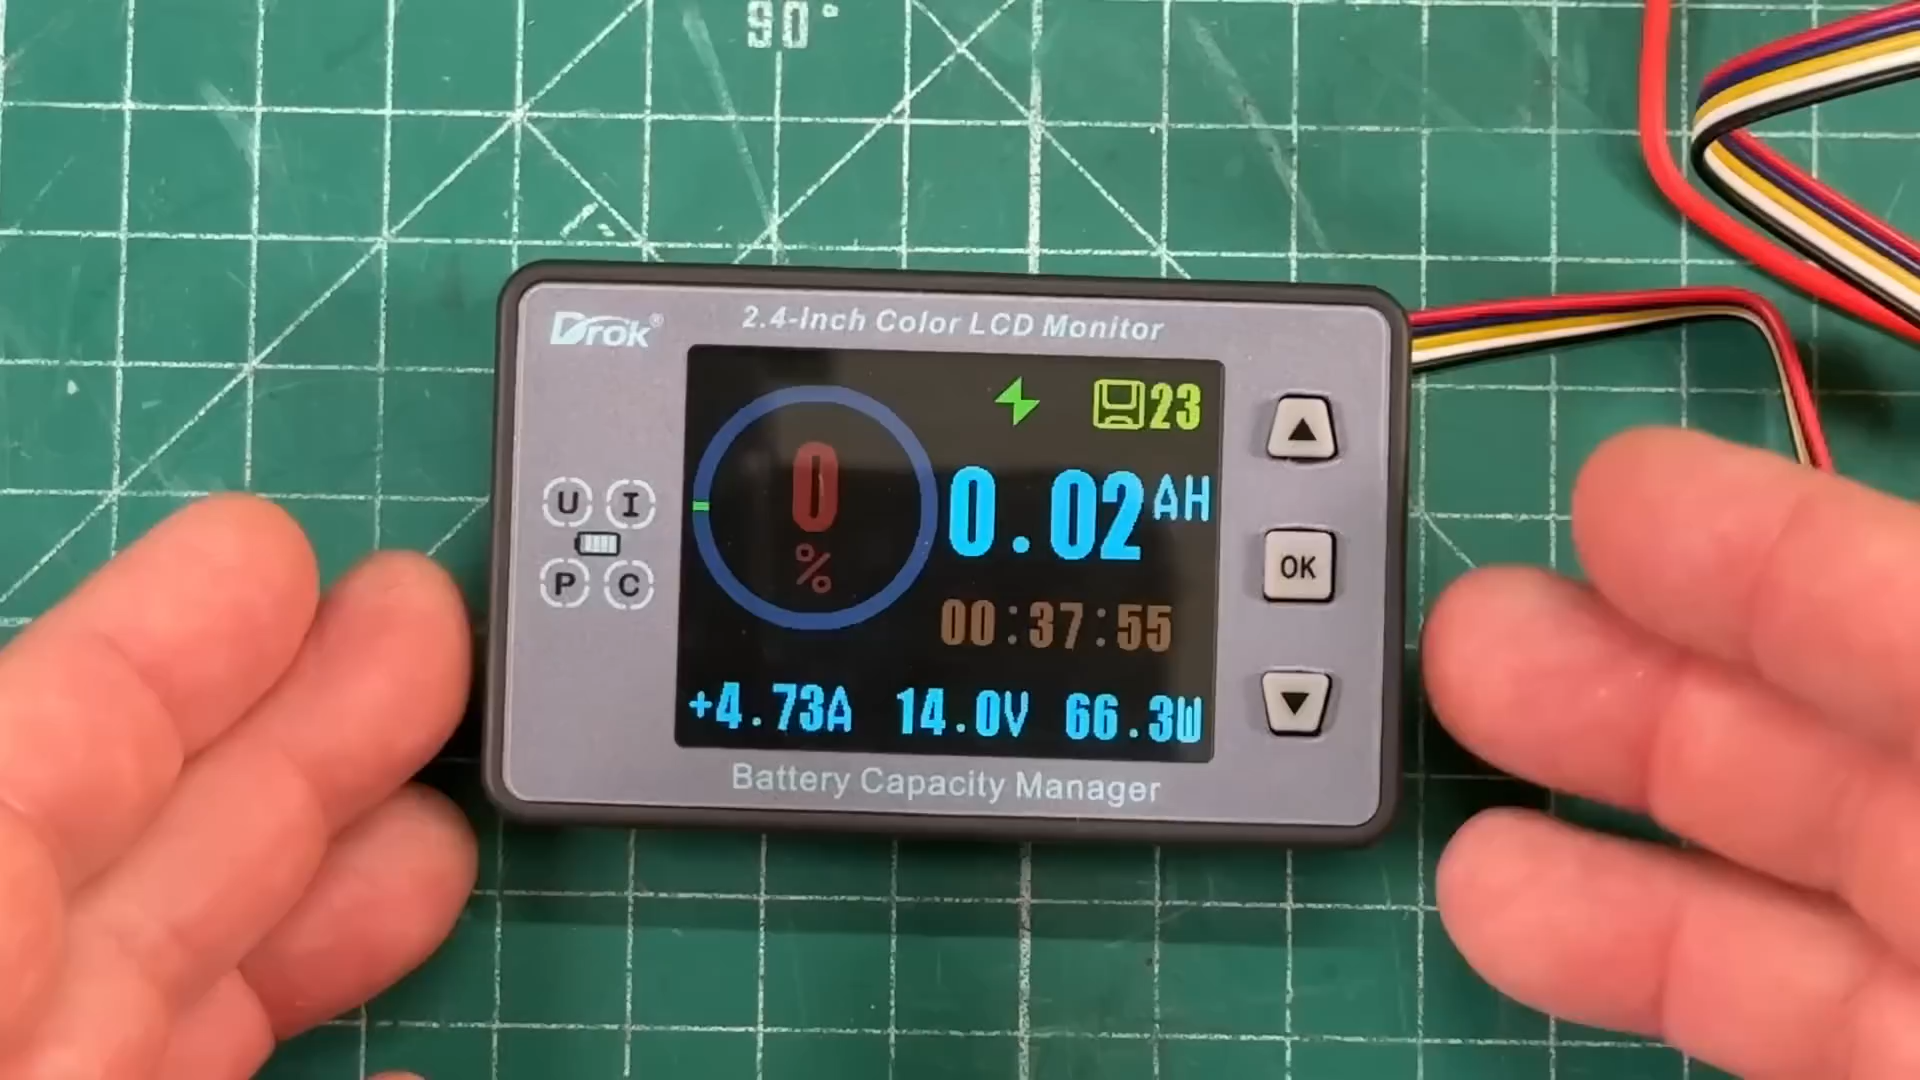 90°
Drok®
2.4-Inch Color LCD Monitor
23
0
%
0.02AH
00:37:55
+4.73A 14.0V 66.3W
U I
P C
OK
Battery Capacity Manager